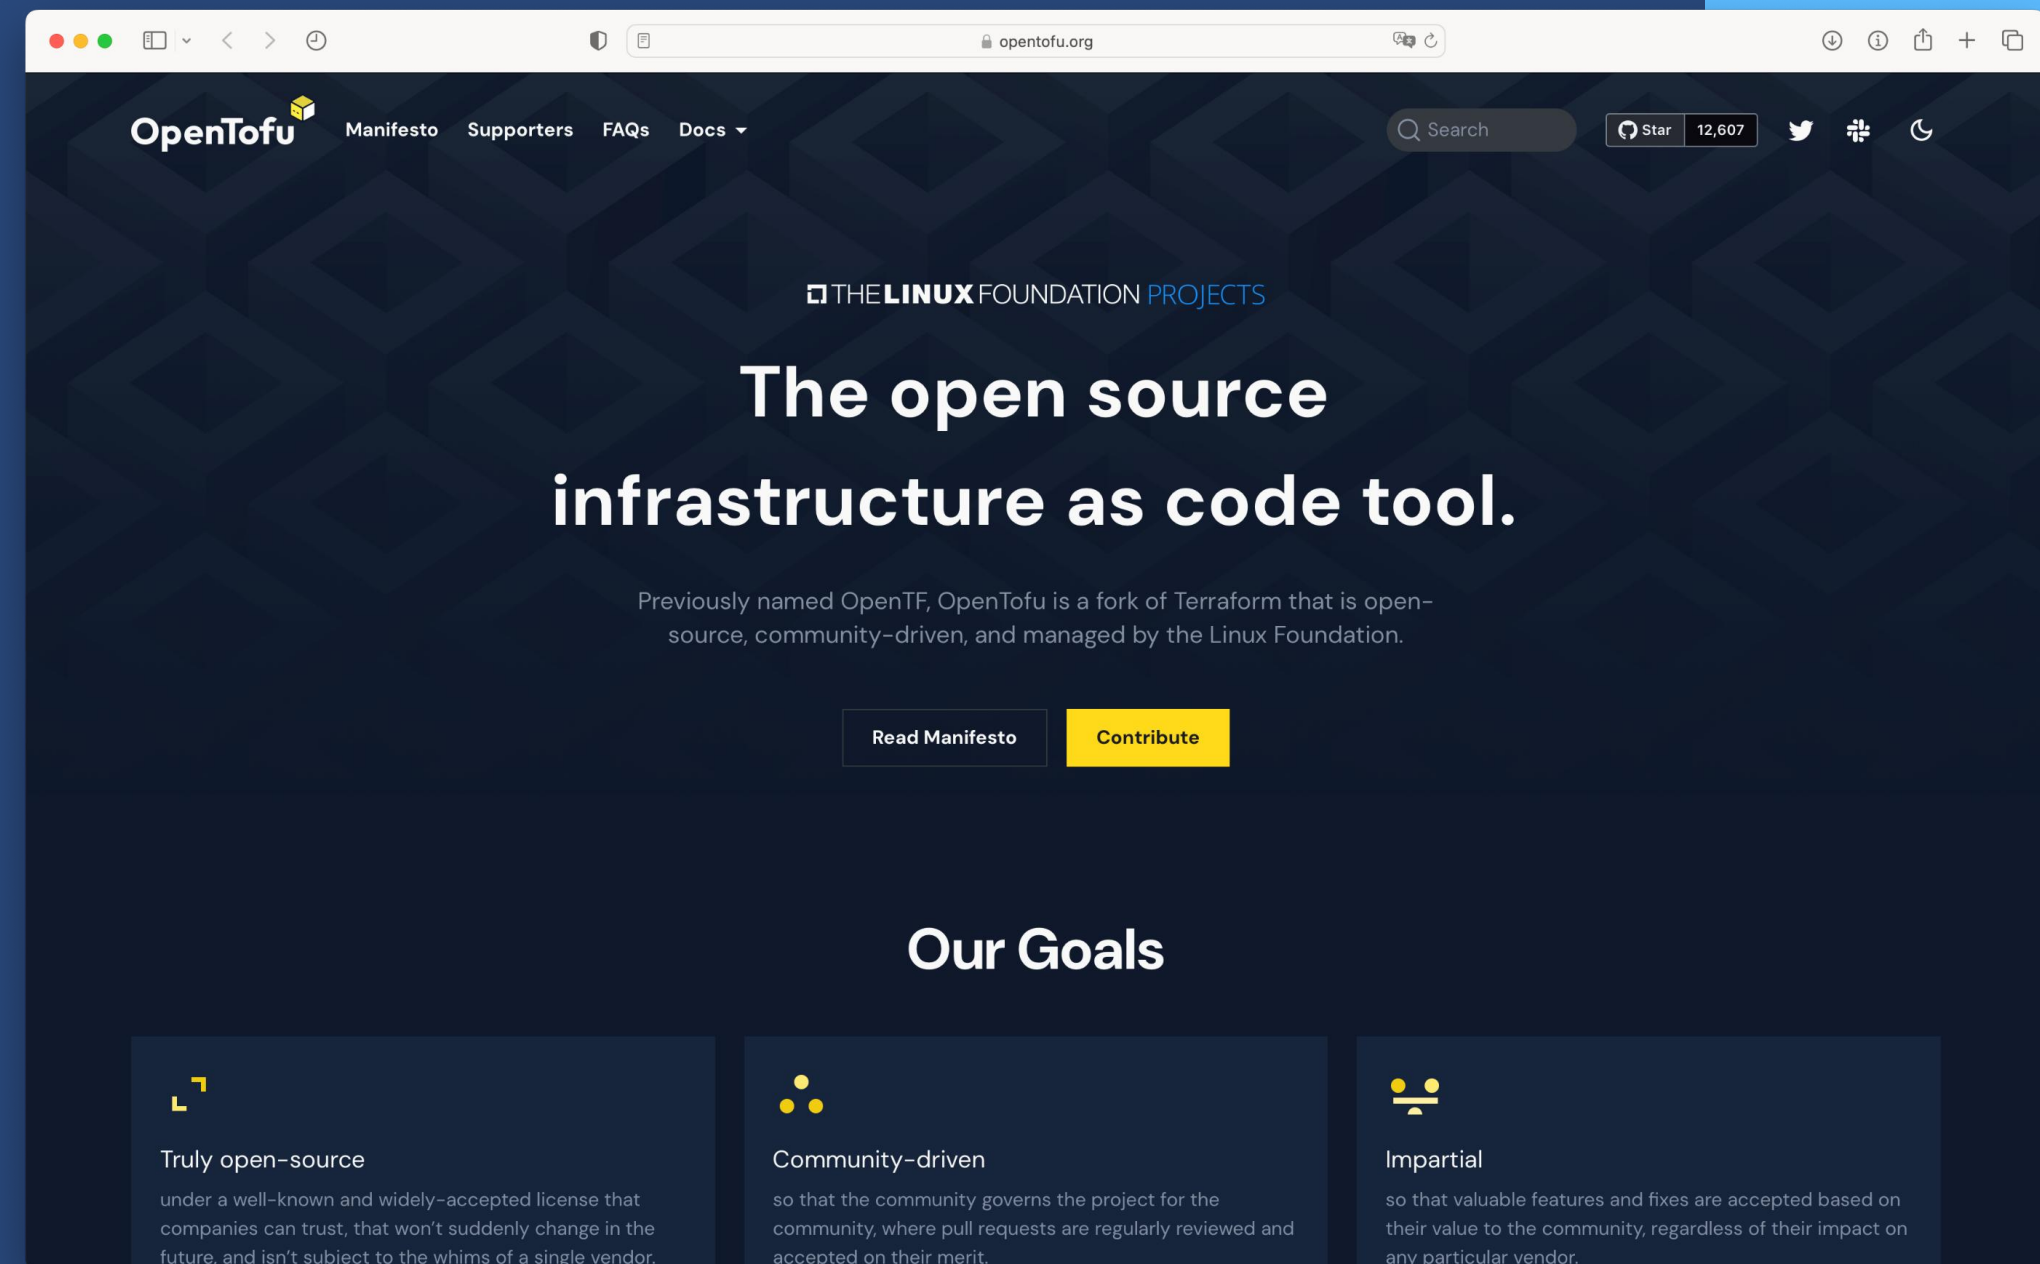 opentofu.org
OpenTofu
Manifesto Supporters FAQs Docs
Search
Star 12,607
THE LINUX FOUNDATION PROJECTS
The open source
infrastructure as code tool.
Previously named OpenTF, OpenTofu is a fork of Terraform that is open-
source, community-driven, and managed by the Linux Foundation.
Read Manifesto
Contribute
Our Goals
Truly open-source
under a well-known and widely-accepted license that
companies can trust, that won't suddenly change in the
future, and isn't subject to the whims of a single vendor.
Community-driven
so that the community governs the project for the
community, where pull requests are regularly reviewed and
accepted on their merit.
Impartial
so that valuable features and fixes are accepted based on
their value to the community, regardless of their impact on
any particular vendor.